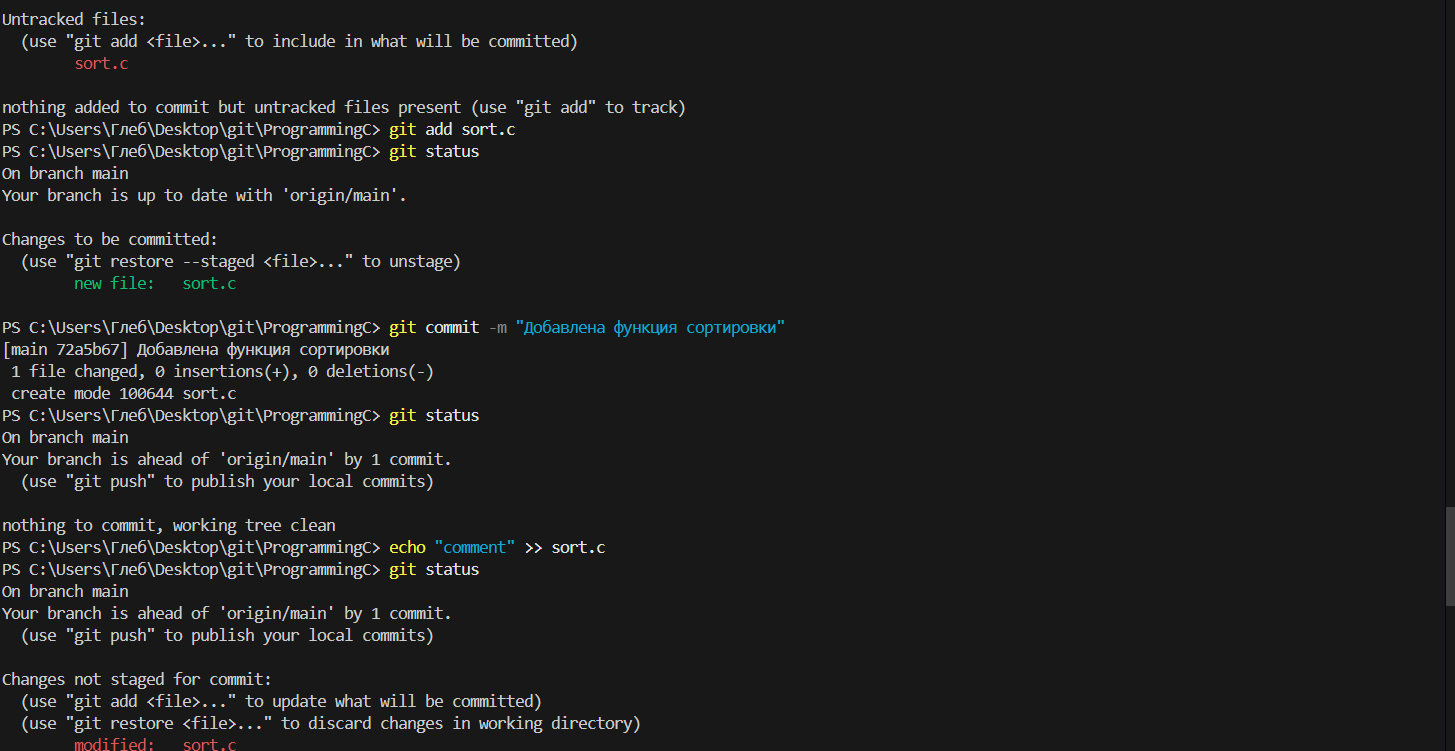 Untracked files:
  (use "git add <file>..." to include in what will be committed)
        sort.c

nothing added to commit but untracked files present (use "git add" to track)
PS C:\Users\Глеб\Desktop\git\ProgrammingC> git add sort.c
PS C:\Users\Глеб\Desktop\git\ProgrammingC> git status
On branch main
Your branch is up to date with 'origin/main'.

Changes to be committed:
  (use "git restore --staged <file>..." to unstage)
        new file:   sort.c

PS C:\Users\Глеб\Desktop\git\ProgrammingC> git commit -m "Добавлена функция сортировки"
[main 72a5b67] Добавлена функция сортировки
 1 file changed, 0 insertions(+), 0 deletions(-)
 create mode 100644 sort.c
PS C:\Users\Глеб\Desktop\git\ProgrammingC> git status
On branch main
Your branch is ahead of 'origin/main' by 1 commit.
  (use "git push" to publish your local commits)

nothing to commit, working tree clean
PS C:\Users\Глеб\Desktop\git\ProgrammingC> echo "comment" >> sort.c
PS C:\Users\Глеб\Desktop\git\ProgrammingC> git status
On branch main
Your branch is ahead of 'origin/main' by 1 commit.
  (use "git push" to publish your local commits)

Changes not staged for commit:
  (use "git add <file>..." to update what will be committed)
  (use "git restore <file>..." to discard changes in working directory)
        modified:   sort.c